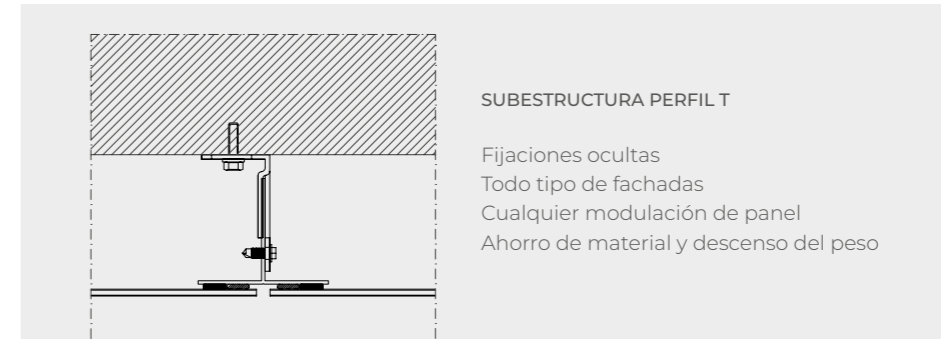 SUBESTRUCTURA PERFIL T
Fijaciones ocultas
Todo tipo de fachadas
Cualquier modulación de panel
Ahorro de material y descenso del peso